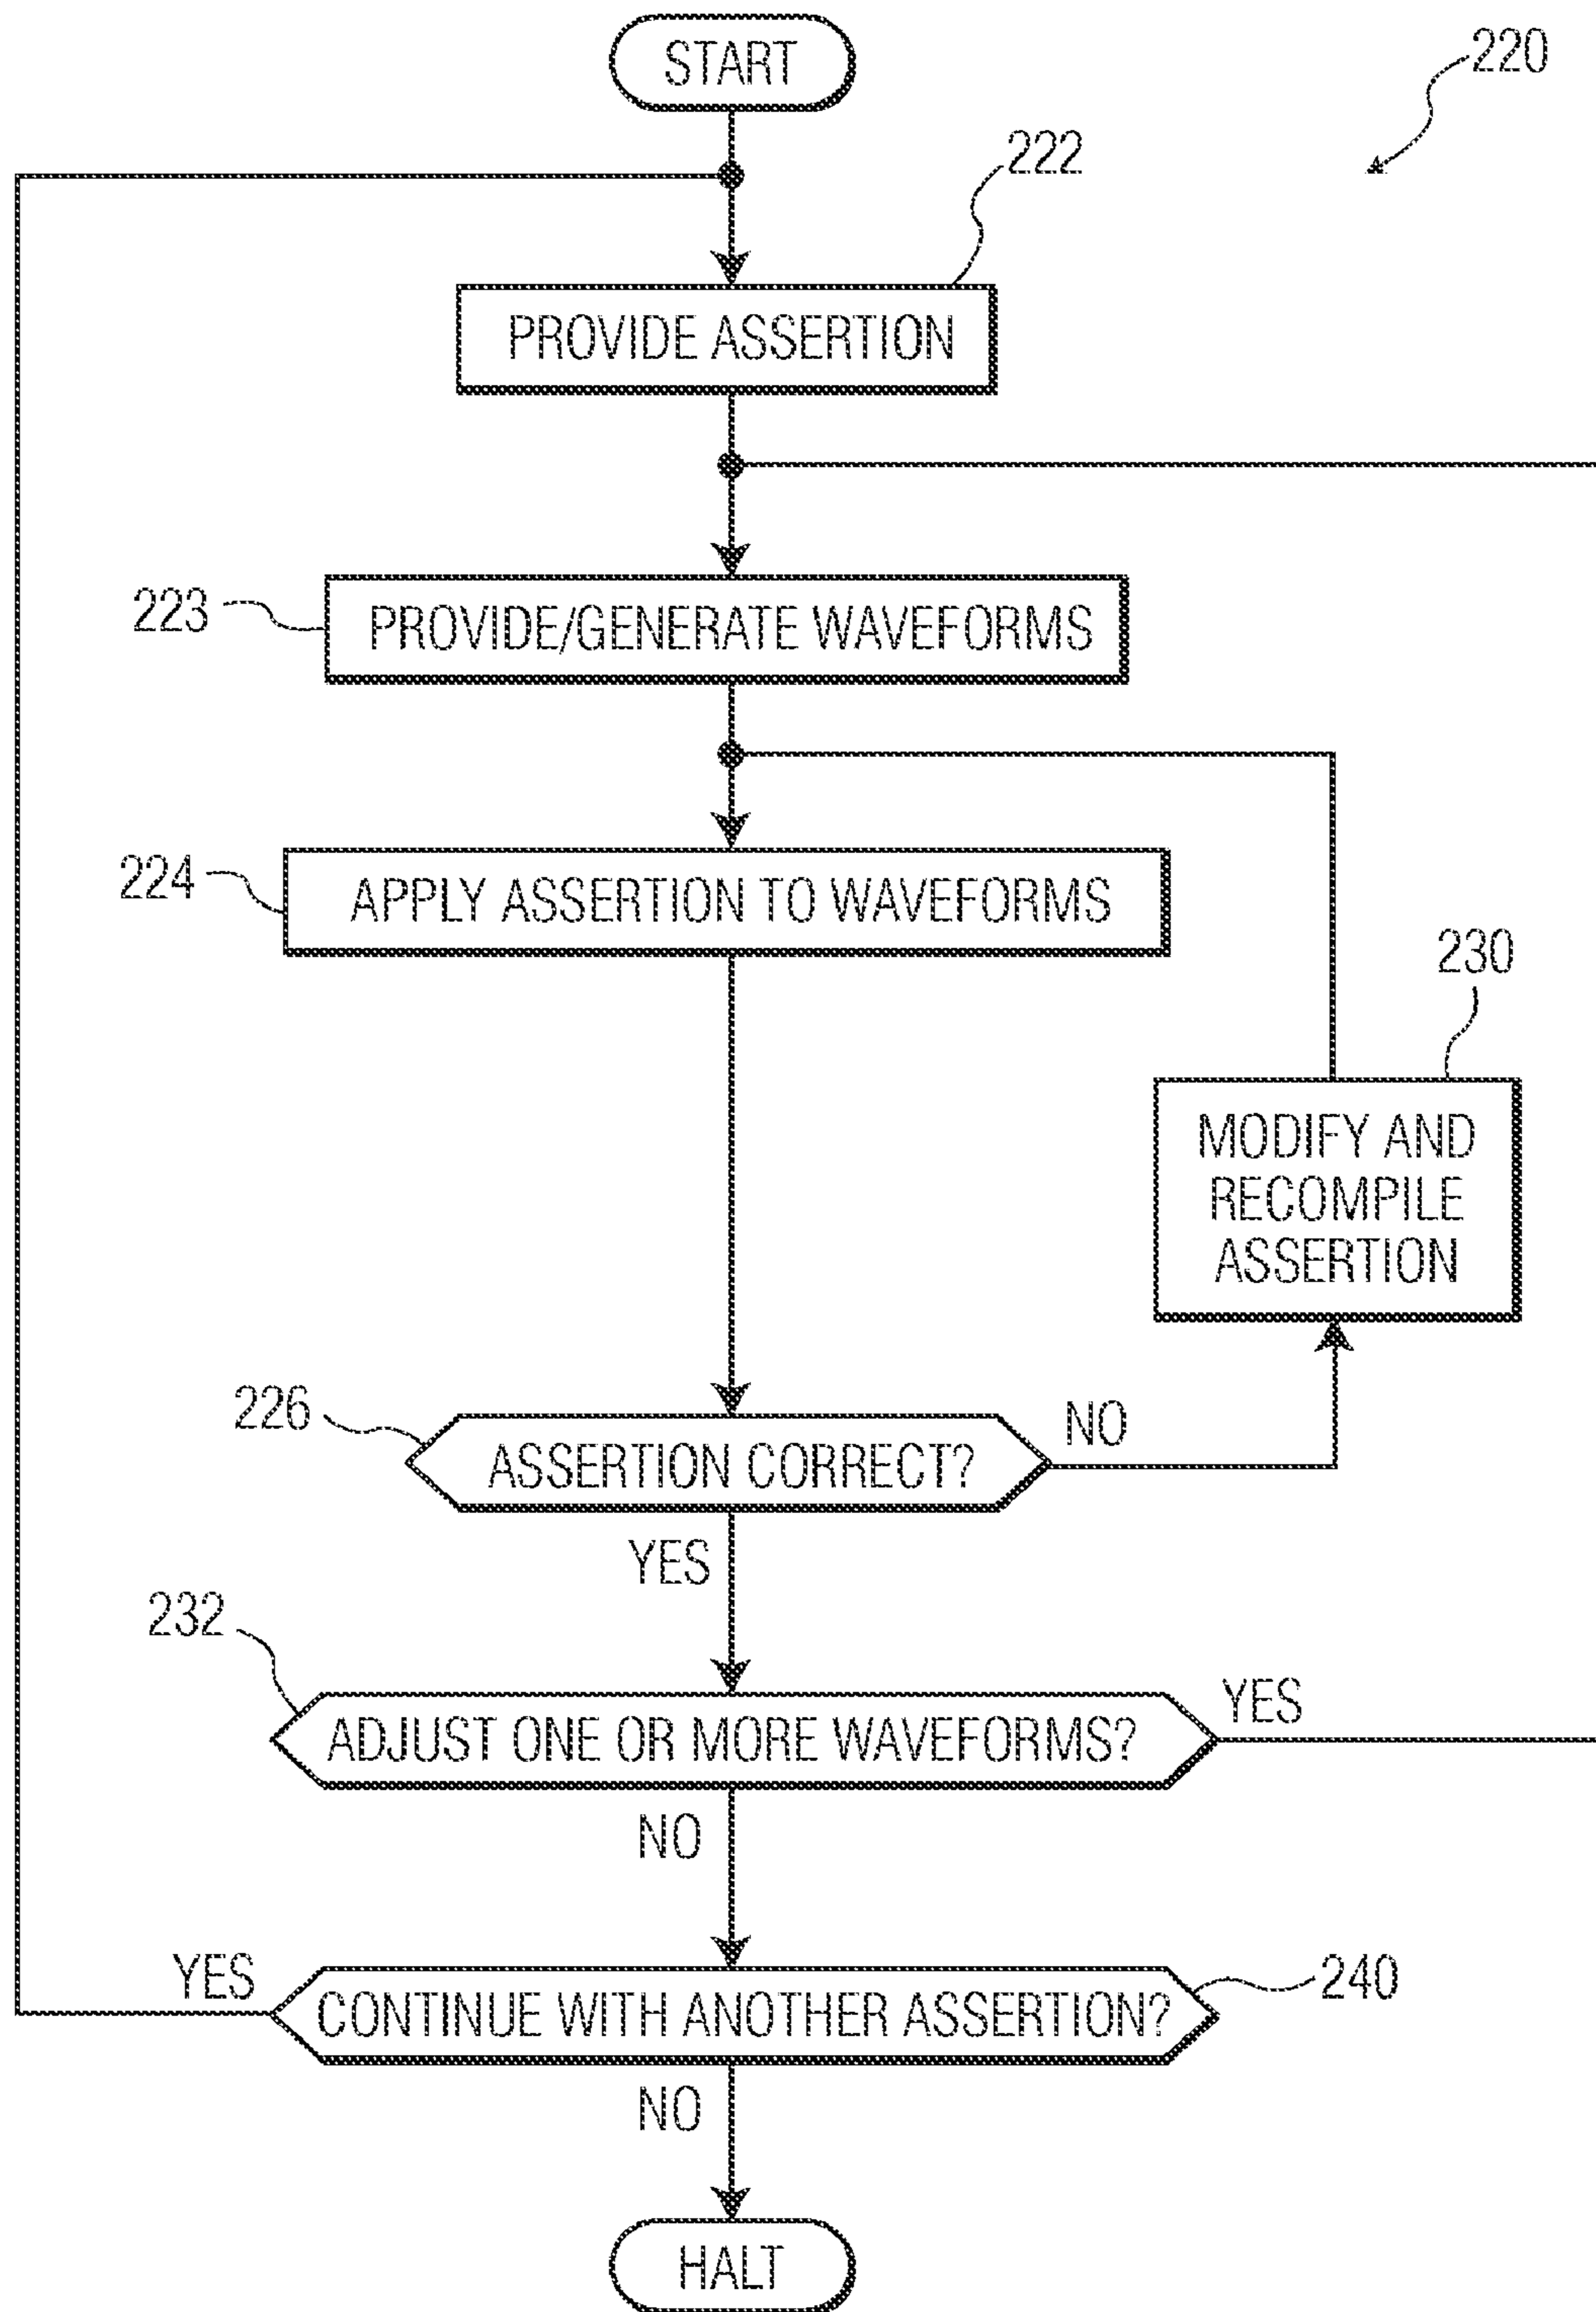 START
220
222
PROVIDE ASSERTION
223
PROVIDE/GENERATE WAVEFORMS
224
APPLY ASSERTION TO WAVEFORMS
230
MODIFY AND
RECOMPILE
ASSERTION
226
ASSERTION CORRECT?
NO
YES
232
ADJUST ONE OR MORE WAVEFORMS?
YES
NO
YES
CONTINUE WITH ANOTHER ASSERTION?
240
NO
HALT